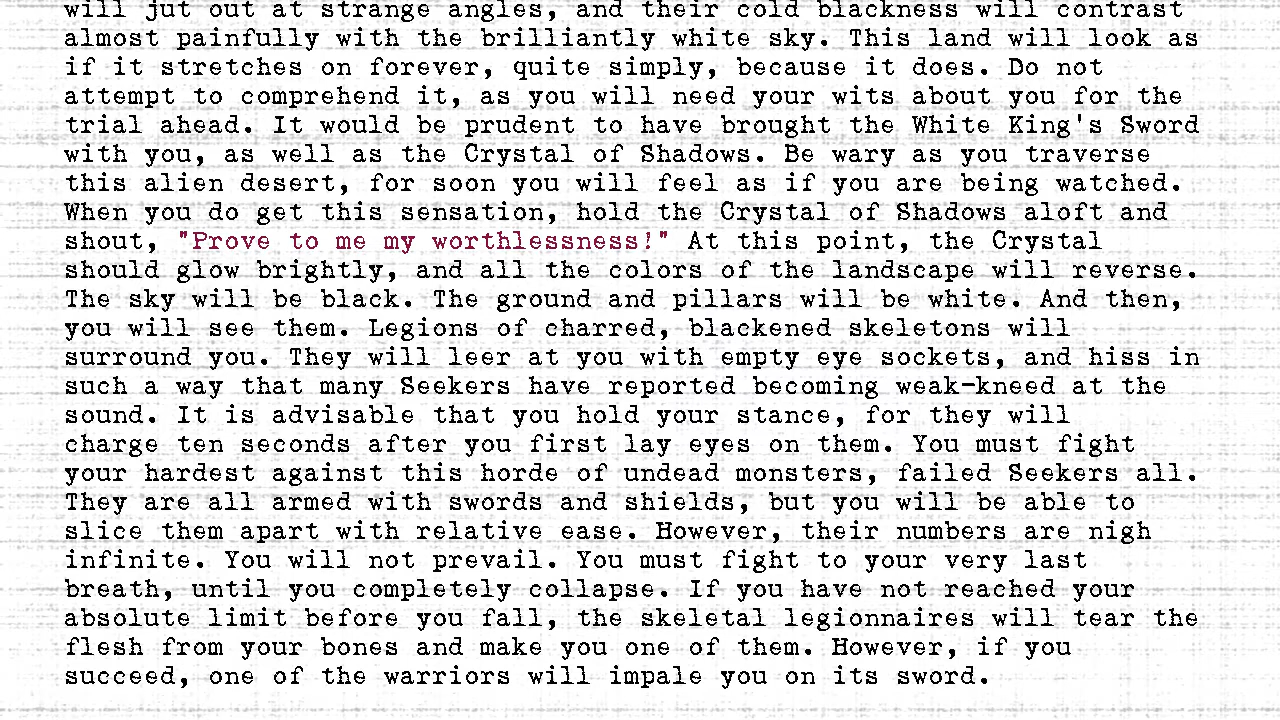 will jut out at strange angles, and their cold blackness will contrast
almost painfully with the brilliantly white sky. This land will look as
if it stretches on forever, quite simply, because it does. Do not
attempt to comprehend it, as you will need your wits about you for the
trial ahead. It would be prudent to have brought the White King's Sword
with you, as well as the Crystal of Shadows. Be wary as you traverse
this alien desert, for soon you will feel as if you are being watched.
When you do get this sensation, hold the Crystal of Shadows aloft and
shout, "Prove to me my worthlessness!" At this point, the Crystal
should glow brightly, and all the colors of the landscape will reverse.
The sky will be black. The ground and pillars will be white. And then,
you will see them. Legions of charred, blackened skeletons will
surround you. They will leer at you with empty eye sockets, and hiss in
such a way that many Seekers have reported becoming weak-kneed at the
sound. It is advisable that you hold your stance, for they will
charge ten seconds after you first lay eyes on them. You must fight
your hardest against this horde of undead monsters, failed Seekers all.
They are all armed with swords and shields, but you will be able to
slice them apart with relative ease. However, their numbers are nigh
infinite. You will not prevail. You must fight to your very last
breath, until you completely collapse. If you have not reached your
absolute limit before you fall, the skeletal legionnaires will tear the
flesh from your bones and make you one of them. However, if you
succeed, one of the warriors will impale you on its sword.